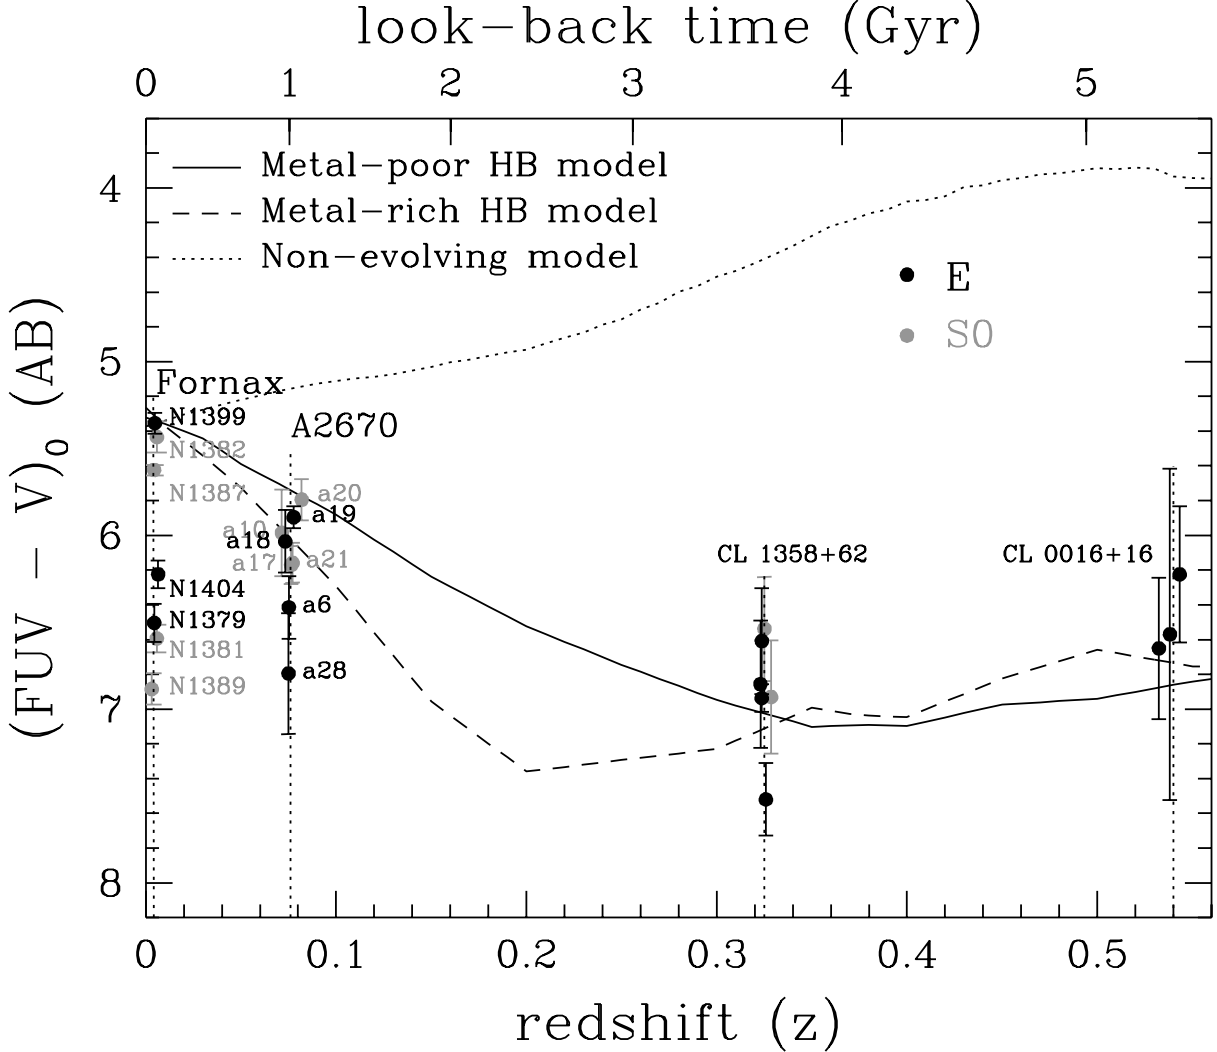 look-back time (Gyr)
0 1 2 3 4 5
Metal-poor HB model
Metal-rich HB model
Non-evolving model
E
S0
(FUV - V)0 (AB)
4
5
6
7
8
Fornax
N1399
N1382
N1387
N1404
N1379
N1381
N1389
A2670
a20
a19
a10
a18
a17
a21
a6
a28
CL 1358+62
CL 0016+16
0 0.1 0.2 0.3 0.4 0.5
redshift (z)